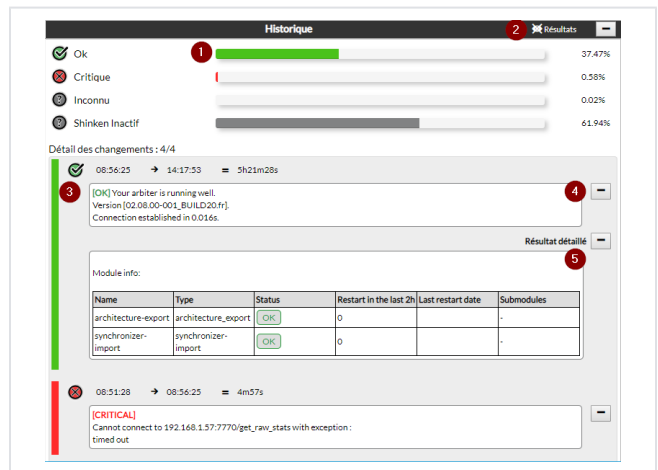 Historique
2 Résultats
Ok 1 37.47%
Critique 0.58%
Inconnu 0.02%
Shinken Inactif 61.94%
Détail des changements : 4/4
08:56:25 → 14:17:53 = 5h21m28s
3 [OK] Your arbiter is running well. 4
Version [02.08.00-001_BUILD20.fr].
Connection established in 0.016s.
Résultat détaillé
5
Module info:
Name Type Status Restart in the last 2h Last restart date Submodules
architecture-export architecture_export OK 0 -
synchronizer-
import synchronizer-
import OK 0 -
08:51:28 → 08:56:25 = 4m57s
[CRITICAL]
Cannot connect to 192.168.1.57:7770/get_raw_stats with exception :
timed out